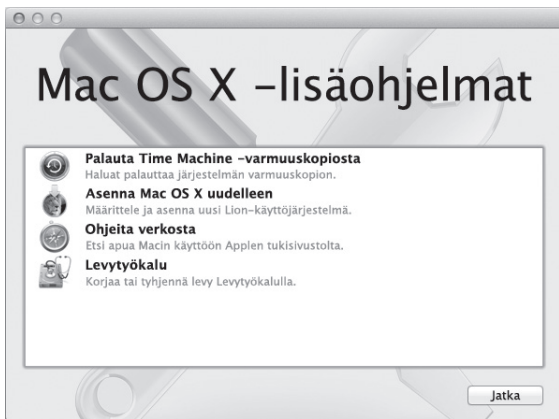 Mac OS X –lisäohjelmat
Palauta Time Machine –varmuuskopiosta
Haluat palauttaa järjestelmän varmuuskopion.
Asenna Mac OS X uudelleen
Määrittele ja asenna uusi Lion-käyttöjärjestelmä.
Ohjeita verkosta
Etsi apua Macin käyttöön Applen tukisivustolta.
Levytyökalu
Korjaa tai tyhjennä levy Levytyökalulla.
Jatka